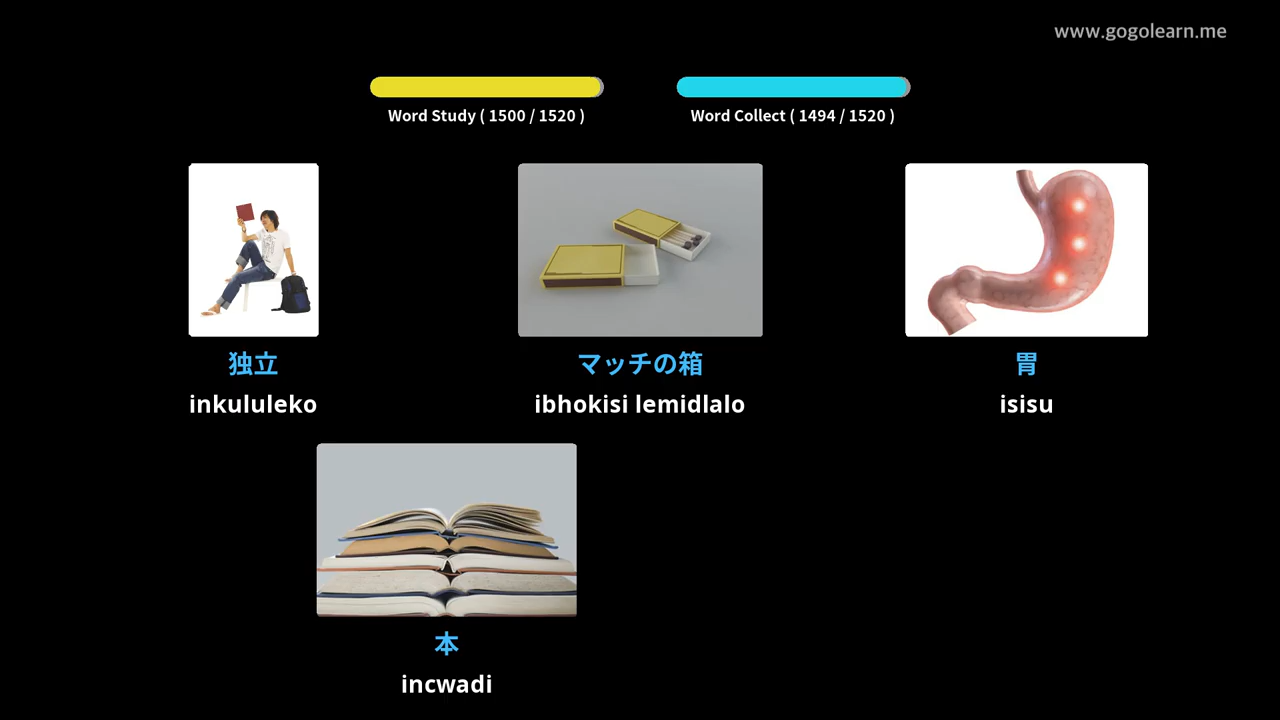 www.gogolearn.me
Word Study ( 1500 / 1520 )
Word Collect ( 1494 / 1520 )
独立
inkululeko
マッチの箱
ibhokisi lemidlalo
胃
isisu
本
incwadi